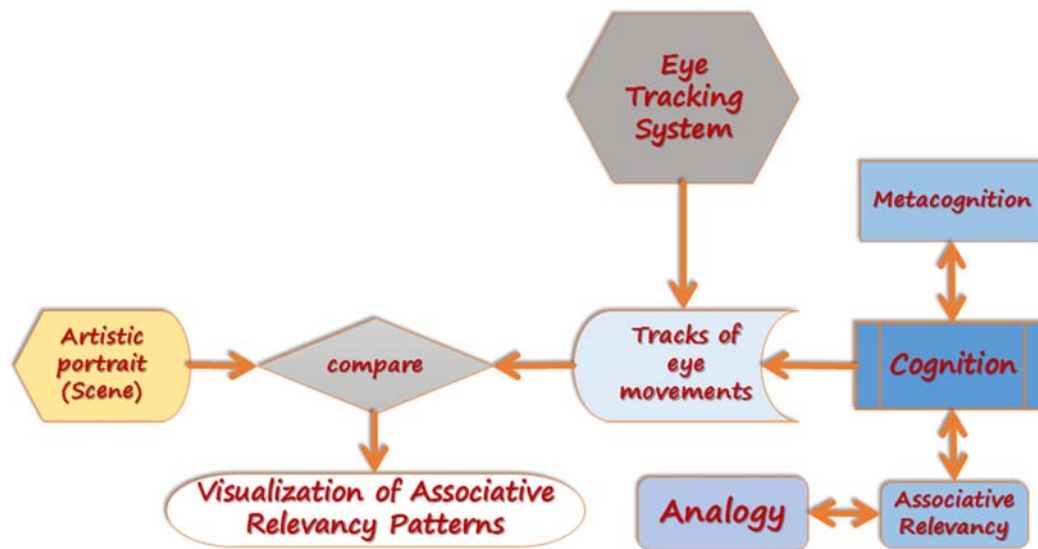 Eye
Tracking
System
Metacognition
Artistic
portrait
(Scene)
compare
Tracks of
eye
movements
Cognition
Visualization of Associative
Relevancy Patterns
Analogy
Associative
Relevancy